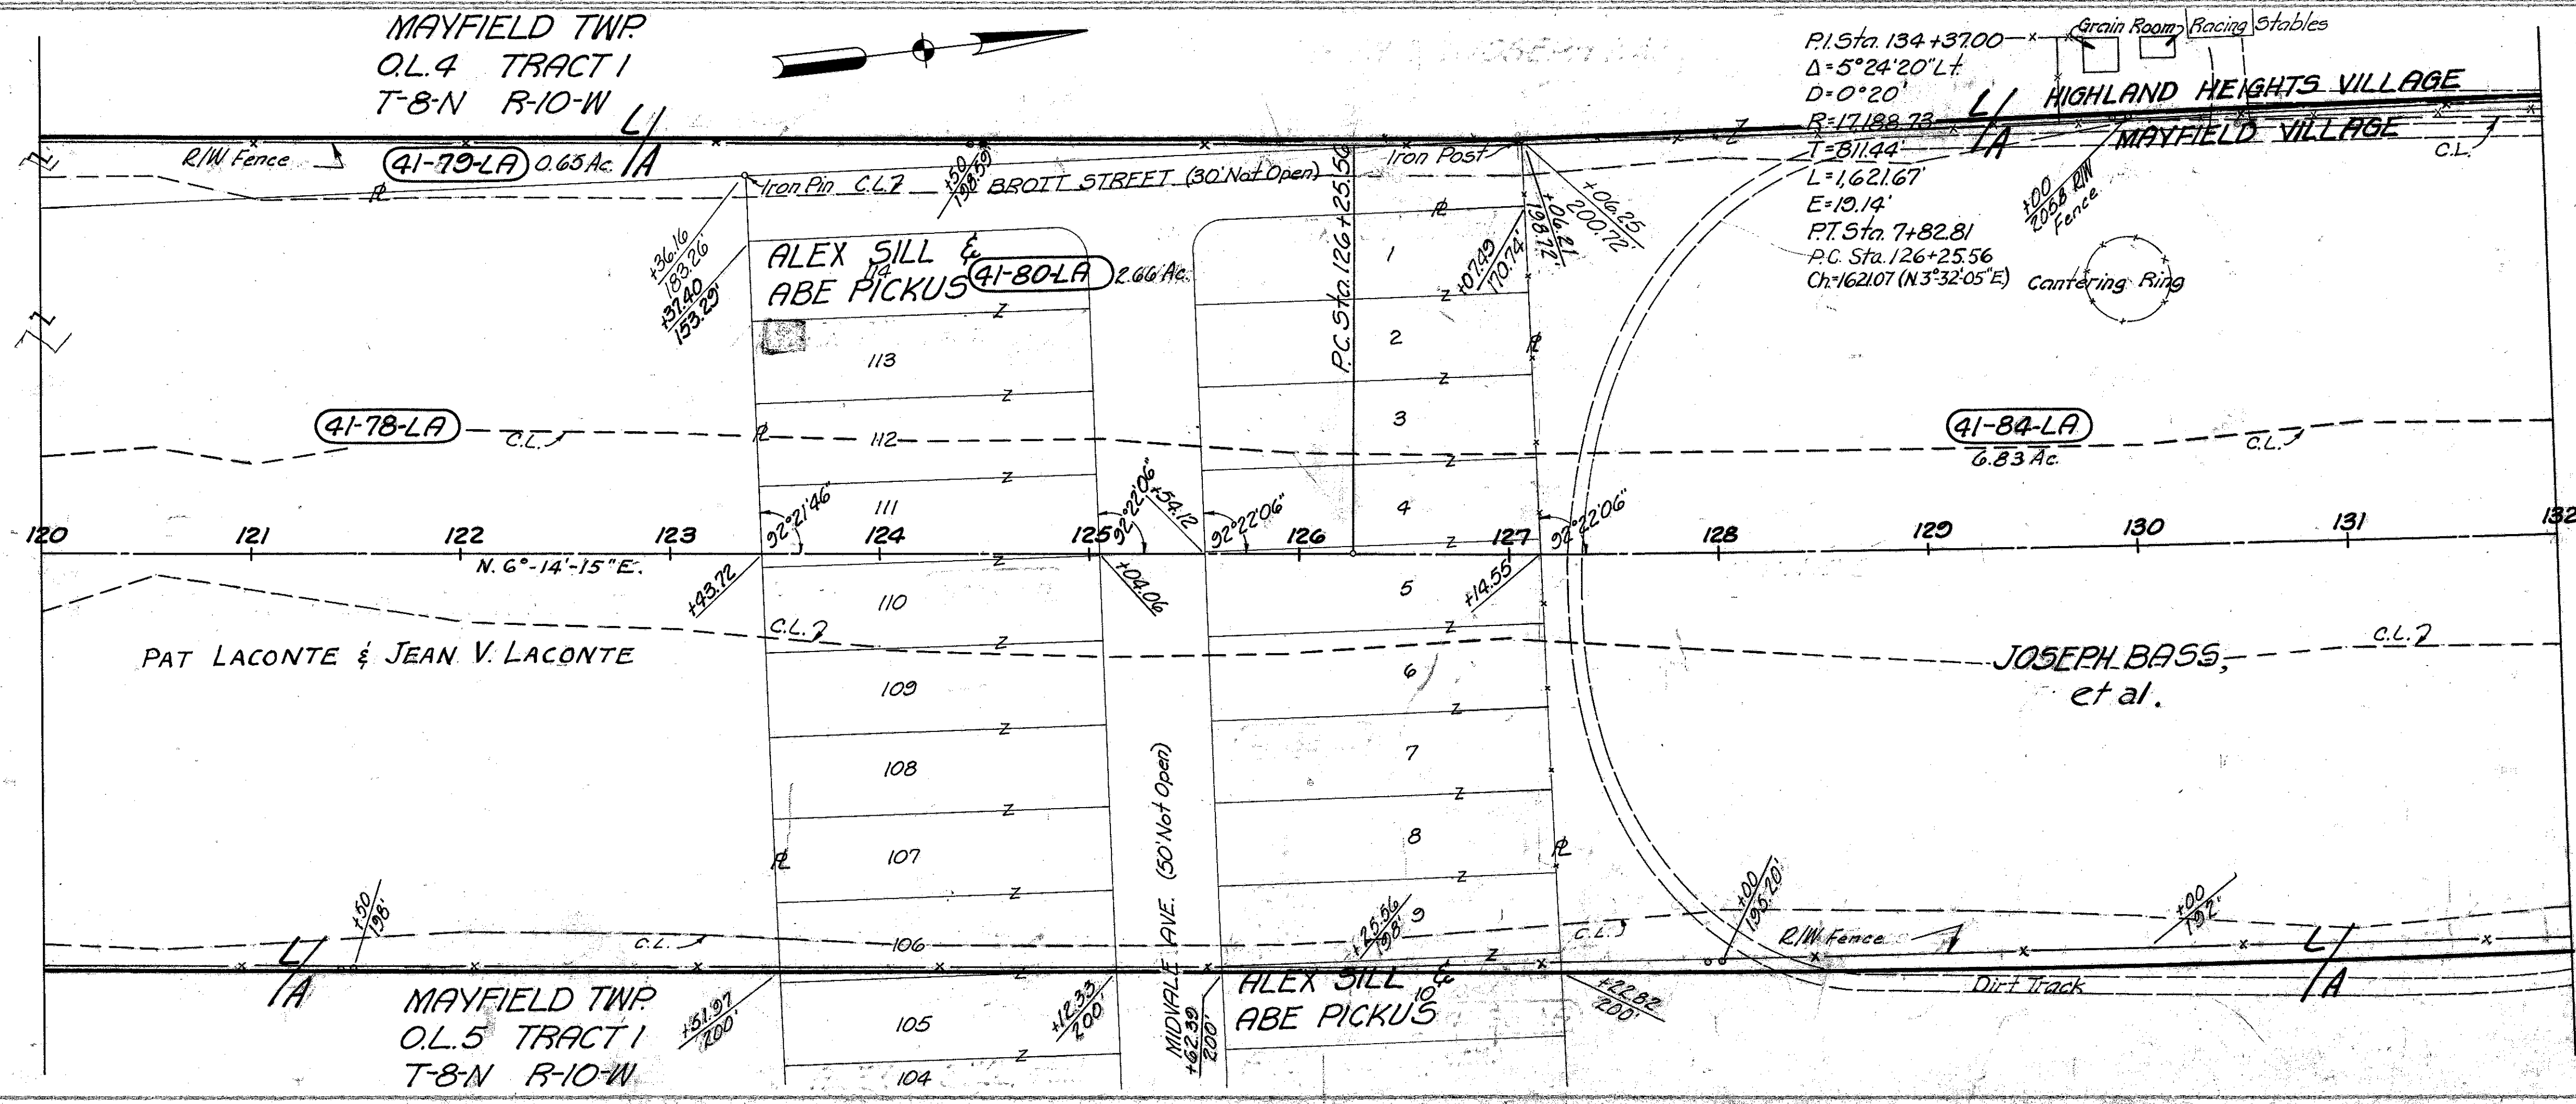 MAYFIELD TWP.
O.L.4 TRACT 1
T-8-N R-10-W
P.I. Sta. 134+37.00
Δ=5°24'20" Lt.
D=0°20'
R=17,188.73
T=811.44'
L=1,621.67'
E=19.14'
P.T. Sta. 7+82.81
P.C. Sta. 126+25.56
Ch.=1621.07 (N.3°-32'-05"E)
Grain Room Racing Stables
HIGHLAND HEIGHTS VILLAGE
MAYFIELD VILLAGE
L/A
L/A
C.L.
R/W Fence
41-79-LA 0.65 Ac.
Iron Pin C.L.
+50
198.59'
BROTT STREET (30' Not Open)
Iron Post
P.C. Sta. 126+25.56
+06.21
198.72'
+06.25
200.72'
+07.49
170.74'
+00
205.8 R/W
Fence
Cantering Ring
+36.16
183.26
+37.40
153.29'
ALEX SILL &
ABE PICKUS
114
41-80-LA 2.66 Ac.
113
112
111
1
2
3
4
41-78-LA
C.L.
41-84-LA
6.83 Ac.
C.L.
92°21'46"
92°22'06"
+54.12
92°22'06"
92°22'06"
120 121 122 123 124 125 126 127 128 129 130 131 132
N. 6°-14'-15" E.
+43.72
+04.06
+14.55'
110
109
108
107
106
105
104
5
6
7
8
9
10
C.L.
PAT LACONTE & JEAN V. LACONTE
JOSEPH BASS,
et al.
C.L.
MIDVALE AVE. (50' Not Open)
+50
198'
C.L.
+25.56
198'
C.L.
+00
195.20'
R/W Fence
+00
192'
L/A
L/A
Dirt Track
MAYFIELD TWP.
O.L.5 TRACT 1
T-8-N R-10-W
+51.97
200'
+12.33
200'
+62.39
200'
ALEX SILL &
ABE PICKUS
+22.82
200'